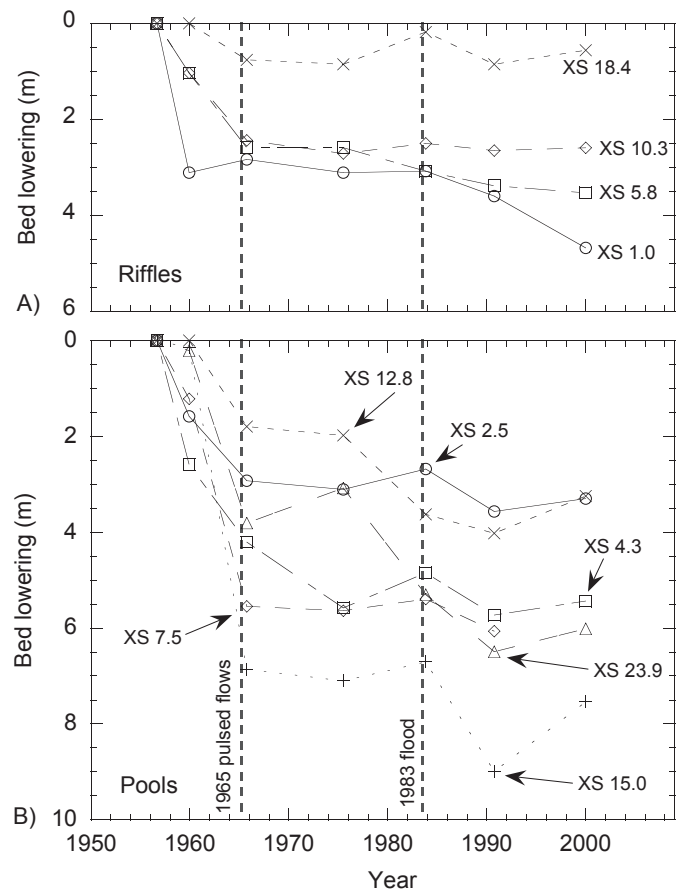 0
2
4
6
Bed lowering (m)
XS 18.4
XS 10.3
XS 5.8
XS 1.0
Riffles
A)
0
2
4
6
8
10
Bed lowering (m)
XS 12.8
XS 2.5
XS 4.3
XS 7.5
XS 23.9
XS 15.0
1965 pulsed flows
1983 flood
Pools
B)
1950 1960 1970 1980 1990 2000
Year